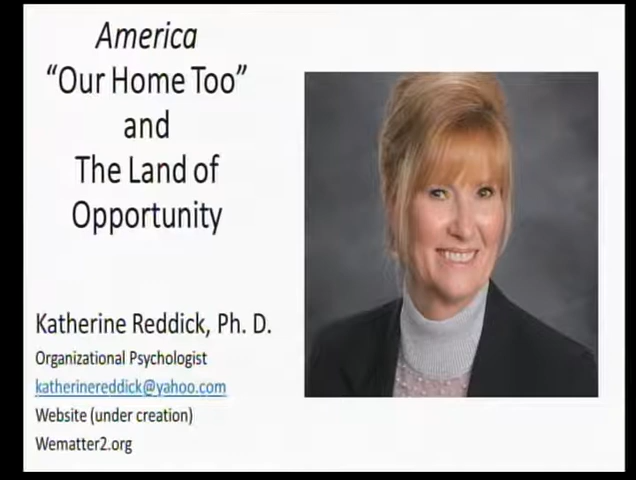 America
“Our Home Too”
and
The Land of
Opportunity
Katherine Reddick, Ph. D.
Organizational Psychologist
katherinereddick@yahoo.com
Website (under creation)
Wematter2.org